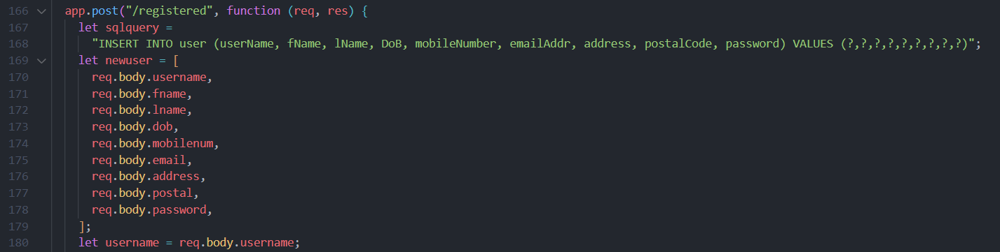 166 app.post("/registered", function (req, res) {
167 let sqlquery =
168 "INSERT INTO user (userName, fName, lName, DoB, mobileNumber, emailAddr, address, postalCode, password) VALUES (?,?,?,?,?,?,?,?,?)";
169 let newuser = [
170 req.body.username,
171 req.body.fname,
172 req.body.lname,
173 req.body.dob,
174 req.body.mobilenum,
175 req.body.email,
176 req.body.address,
177 req.body.postal,
178 req.body.password,
179 ];
180 let username = req.body.username;